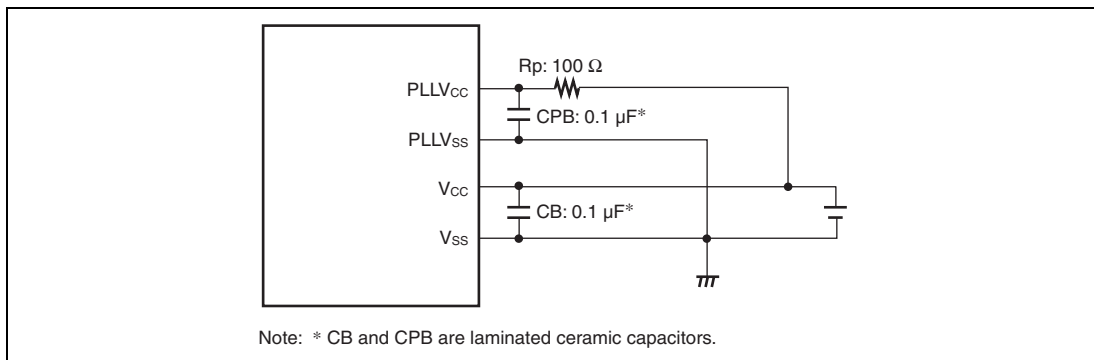 Rp: 100 Ω
PLLVCC
CPB: 0.1 µF*
PLLVSS
VCC
CB: 0.1 µF*
VSS
Note: * CB and CPB are laminated ceramic capacitors.